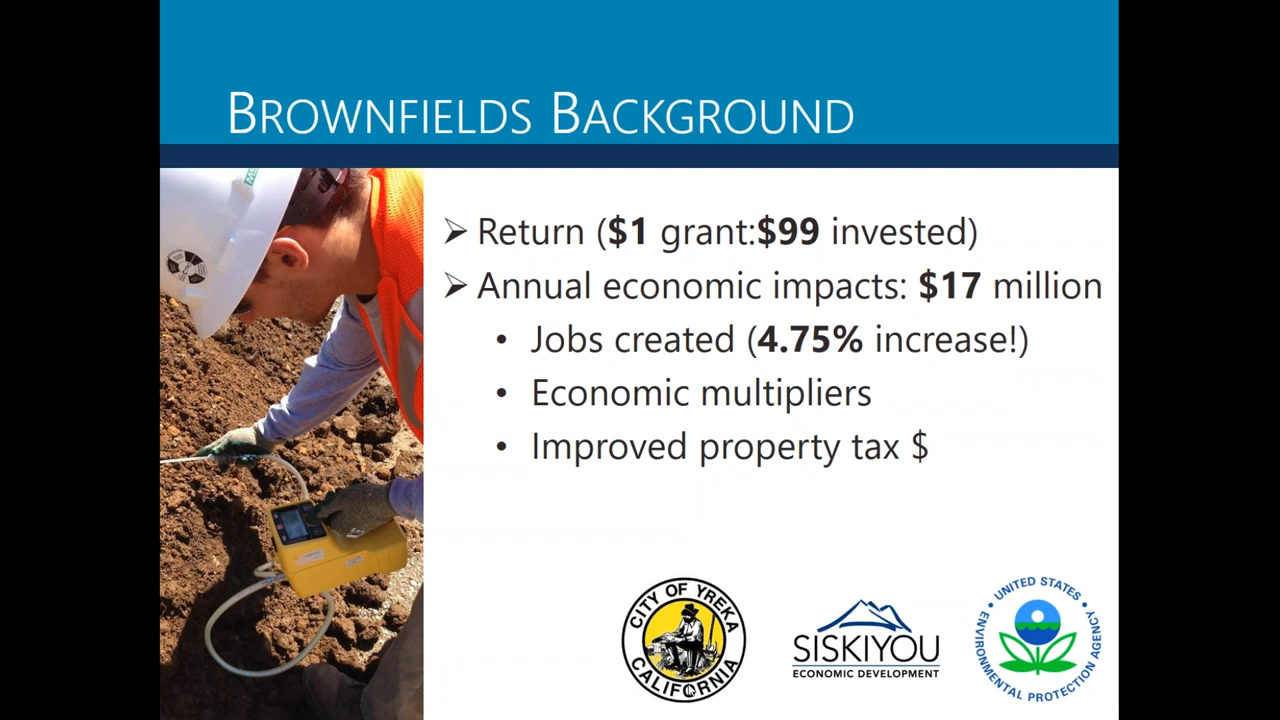 BROWNFIELDS BACKGROUND
➢ Return ($1 grant:$99 invested)
➢ Annual economic impacts: $17 million
• Jobs created (4.75% increase!)
• Economic multipliers
• Improved property tax $
CITY OF YREKA
CALIFORNIA
SISKIYOU
ECONOMIC DEVELOPMENT
UNITED STATES
ENVIRONMENTAL PROTECTION AGENCY